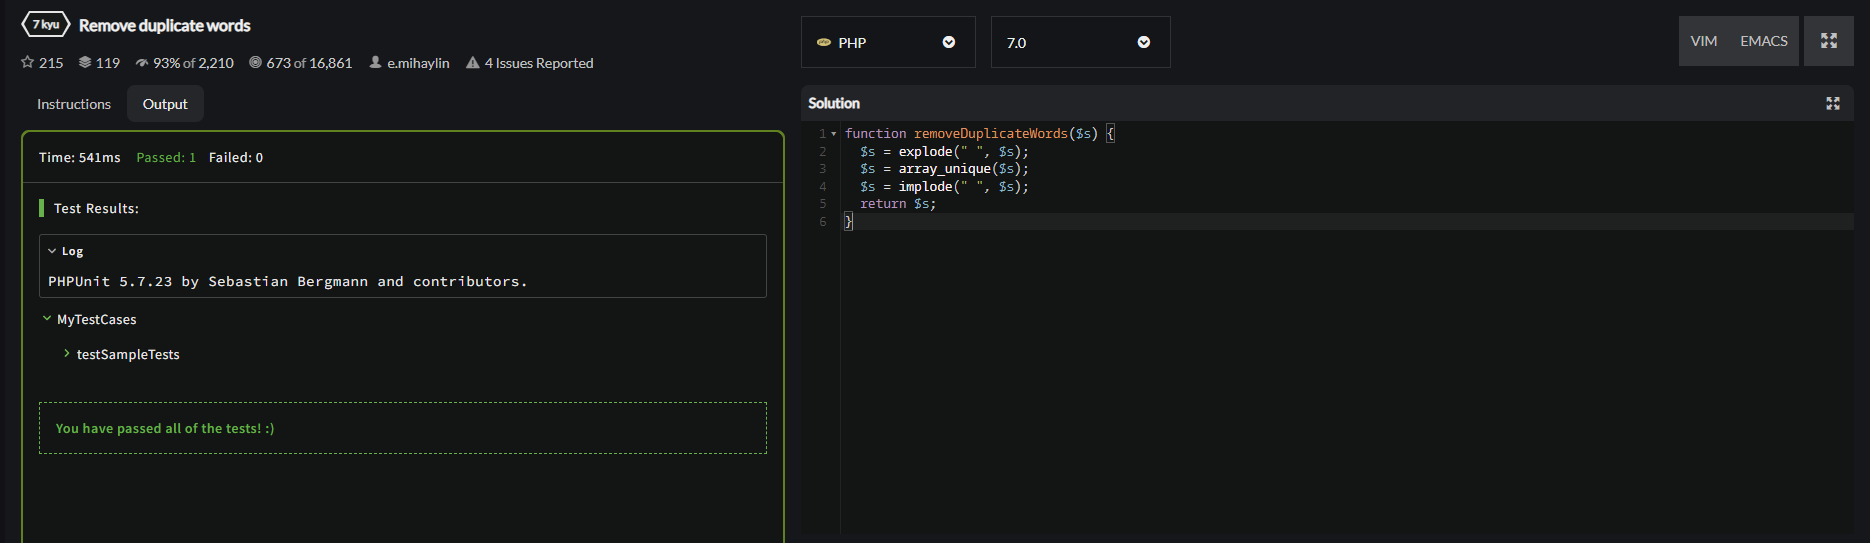 7 kyu Remove duplicate words
215 119 93% of 2,210 673 of 16,861 e.mihaylin 4 Issues Reported
Instructions Output
Time: 541ms Passed: 1 Failed: 0
Test Results:
Log
PHPUnit 5.7.23 by Sebastian Bergmann and contributors.
MyTestCases
testSampleTests
You have passed all of the tests! :)
php PHP 7.0 VIM EMACS
Solution
1 function removeDuplicateWords($s) {
2 $s = explode(" ", $s);
3 $s = array_unique($s);
4 $s = implode(" ", $s);
5 return $s;
6 }